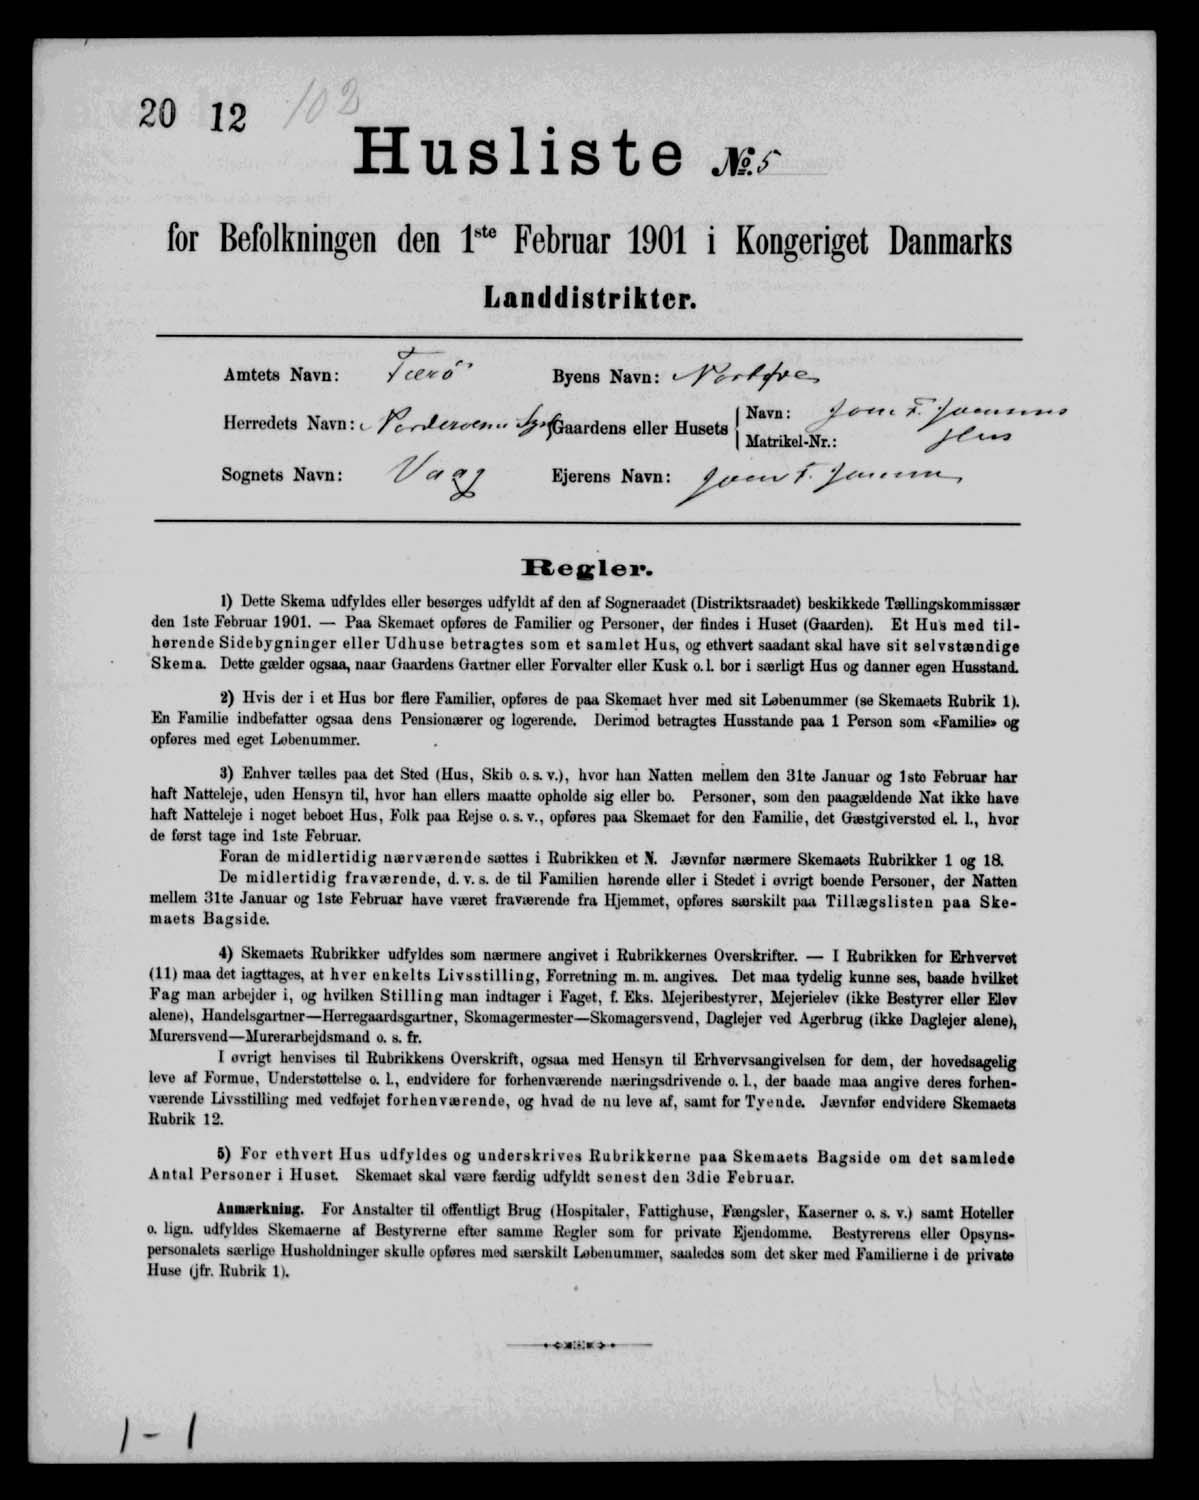 20 12 102
Husliste No. 5
for Befolkningen den 1ste Februar 1901 i Kongeriget Danmarks
Landdistrikter.
Amtets Navn: Færö Byens Navn:
Herredets Navn: Gaardens eller Husets Navn: Joen F.
Matrikel-Nr.: Hus
Sognets Navn: Vaag Ejerens Navn: Joen F.
Regler.
1) Dette Skema udfyldes eller besørges udfyldt af den af Sogneraadet (Distriktsraadet) beskikkede Tællingskommissær
den 1ste Februar 1901. — Paa Skemaet opføres de Familier og Personer, der findes i Huset (Gaarden). Et Hus med til-
hørende Sidebygninger eller Udhuse betragtes som et samlet Hus, og ethvert saadant skal have sit selvstændige
Skema. Dette gælder ogsaa, naar Gaardens Gartner eller Forvalter eller Kusk o. l. bor i særligt Hus og danner egen Husstand.
2) Hvis der i et Hus bor flere Familier, opføres de paa Skemaet hver med sit Løbenummer (se Skemaets Rubrik 1).
En Familie indbefatter ogsaa dens Pensionærer og logerende. Derimod betragtes Husstande paa 1 Person som «Familie» og
opføres med eget Løbenummer.
3) Enhver tælles paa det Sted (Hus, Skib o. s. v.), hvor han Natten mellem den 31te Januar og 1ste Februar har
haft Natteleje, uden Hensyn til, hvor han ellers maatte opholde sig eller bo. Personer, som den paagældende Nat ikke have
haft Natteleje i noget beboet Hus, Folk paa Rejse o. s. v., opføres paa Skemaet for den Familie, det Gæstgiversted el. l., hvor
de først tage ind 1ste Februar.
Foran de midlertidig nærværende sættes i Rubrikken et N. Jævnfør nærmere Skemaets Rubrikker 1 og 18.
De midlertidig fraværende, d. v. s. de til Familien hørende eller i Stedet i øvrigt boende Personer, der Natten
mellem 31te Januar og 1ste Februar have været fraværende fra Hjemmet, opføres særskilt paa Tillægslisten paa Ske-
maets Bagside.
4) Skemaets Rubrikker udfyldes som nærmere angivet i Rubrikkernes Overskrifter. — I Rubrikken for Erhvervet
(11) maa det iagttages, at hver enkelts Livsstilling, Forretning m. m. angives. Det maa tydelig kunne ses, baade hvilket
Fag man arbejder i, og hvilken Stilling man indtager i Faget, f. Eks. Mejeribestyrer, Mejerielev (ikke Bestyrer eller Elev
alene), Handelsgartner—Herregaardsgartner, Skomagermester—Skomagersvend, Daglejer ved Agerbrug (ikke Daglejer alene),
Murersvend—Murerarbejdsmand o. s. fr.
I øvrigt henvises til Rubrikkens Overskrift, ogsaa med Hensyn til Erhvervsangivelsen for dem, der hovedsagelig
leve af Formue, Understøttelse o. l., endvidere for forhenværende næringsdrivende o. l., der baade maa angive deres forhen-
værende Livsstilling med vedføjet forhenværende, og hvad de nu leve af, samt for Tyende. Jævnfør endvidere Skemaets
Rubrik 12.
5) For ethvert Hus udfyldes og underskrives Rubrikkerne paa Skemaets Bagside om det samlede
Antal Personer i Huset. Skemaet skal være færdig udfyldt senest den 3die Februar.
Anmærkning. For Anstalter til offentligt Brug (Hospitaler, Fattighuse, Fængsler, Kaserner o. s. v.) samt Hoteller
o. lign. udfyldes Skemaerne af Bestyrerne efter samme Regler som for private Ejendomme. Bestyrerens eller Opsyns-
personalets særlige Husholdninger skulle opføres med særskilt Løbenummer, saaledes som det sker med Familierne i de private
Huse (jfr. Rubrik 1).
1-1